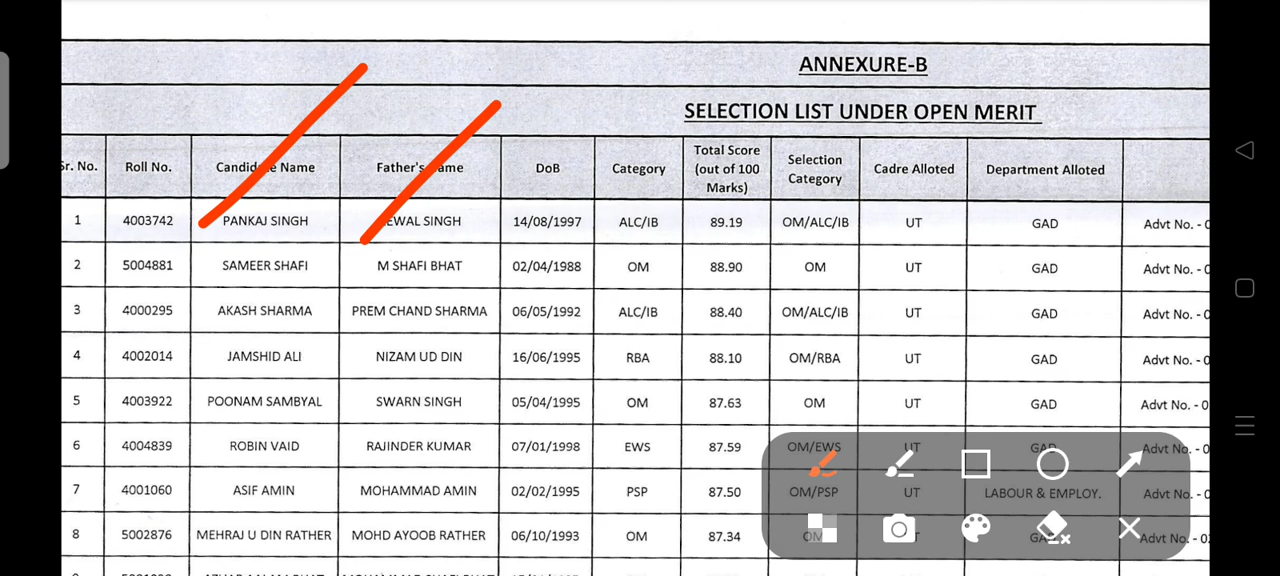 ANNEXURE-B
SELECTION LIST UNDER OPEN MERIT
Sr. No. Roll No. Candidate Name Father's Name DoB Category Total Score (out of 100 Marks) Selection Category Cadre Alloted Department Alloted
1 4003742 PANKAJ SINGH SINGH 14/08/1997 ALC/IB 89.19 OM/ALC/IB UT GAD Advt No. - 0
2 5004881 SAMEER SHAFI M SHAFI BHAT 02/04/1988 OM 88.90 OM UT GAD Advt No. - 0
3 4000295 AKASH SHARMA PREM CHAND SHARMA 06/05/1992 ALC/IB 88.40 OM/ALC/IB UT GAD Advt No. - 0
4 4002014 JAMSHID ALI NIZAM UD DIN 16/06/1995 RBA 88.10 OM/RBA UT GAD Advt No. - 0
5 4003922 POONAM SAMBYAL SWARN SINGH 05/04/1995 OM 87.63 OM UT GAD Advt No. - 0
6 4004839 ROBIN VAID RAJINDER KUMAR 07/01/1998 EWS 87.59 OM/EWS UT GAD Advt No. - 0
7 4001060 ASIF AMIN MOHAMMAD AMIN 02/02/1995 PSP 87.50 OM/PSP UT LABOUR & EMPLOY. Advt No. - 0
8 5002876 MEHRAJ U DIN RATHER MOHD AYOOB RATHER 06/10/1993 OM 87.34 OM GAD Advt No. - 02